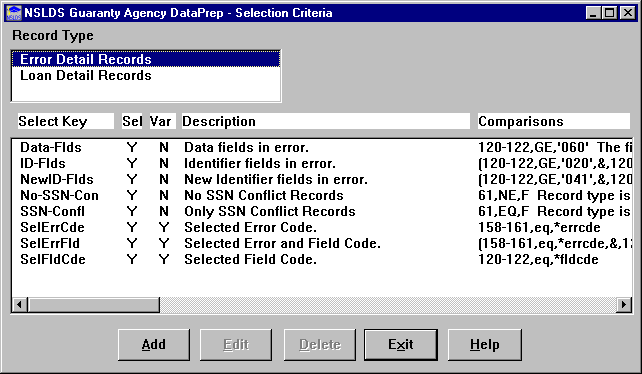 NSLDS Guaranty Agency DataPrep - Selection Criteria
Record Type
Error Detail Records
Loan Detail Records
Select Key Sel Var Description Comparisons
Data-Flds Y N Data fields in error. 120-122,GE,'060' The fi
ID-Flds Y N Identifier fields in error. (120-122,GE,'020',&,120
NewID-Flds Y N New Identifier fields in error. (120-122,GE,'041',&,120
No-SSN-Con Y N No SSN Conflict Records 61,NE,F Record type is
SSN-Confl Y N Only SSN Conflict Records 61,EQ,F Record type is
SelErrCde Y Y Selected Error Code. 158-161,eq,*errcde
SelErrFld Y Y Selected Error and Field Code. (158-161,eq,*errcde,&,1
SelFldCde Y Y Selected Field Code. 120-122,eq,*fldcde
Add Edit Delete Exit Help